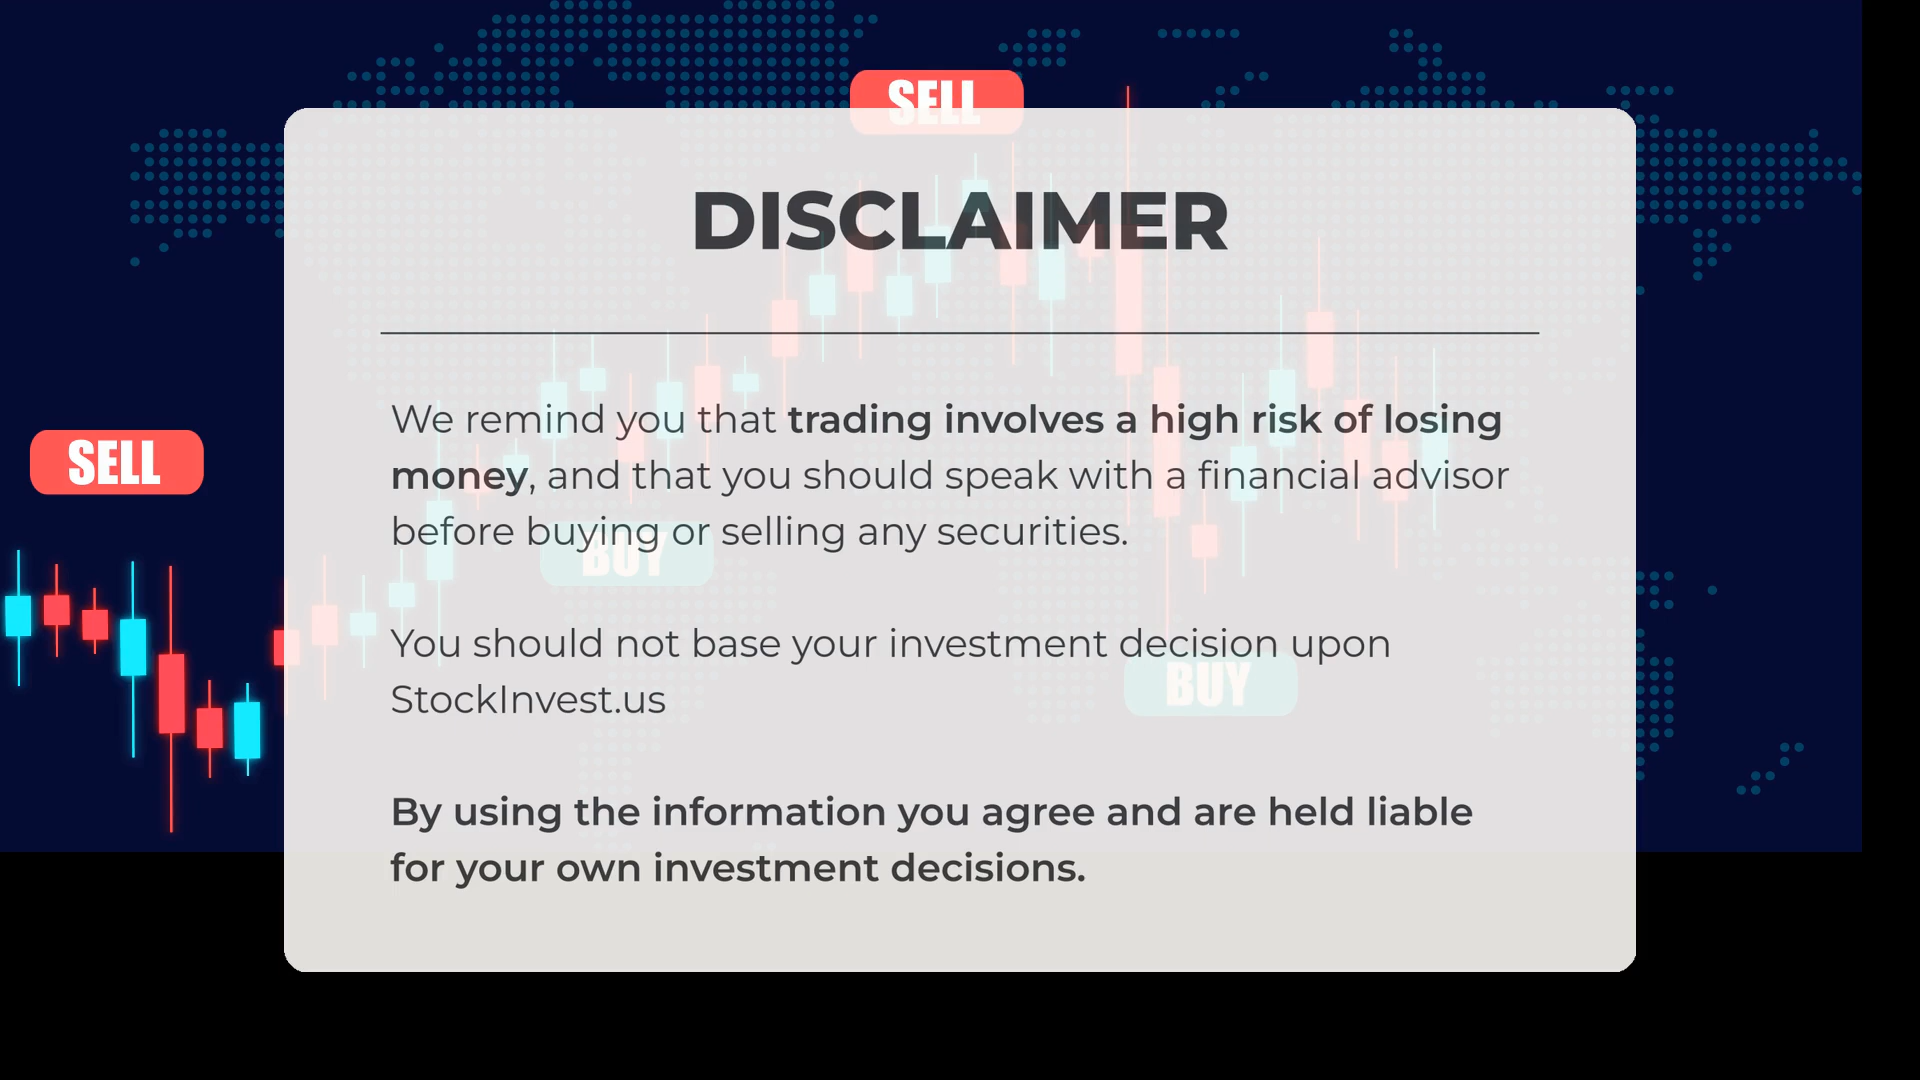 SELL
DISCLAIMER
We remind you that trading involves a high risk of losing
money, and that you should speak with a financial advisor
before buying or selling any securities.
SELL
BUY
You should not base your investment decision upon
StockInvest.us
BUY
By using the information you agree and are held liable
for your own investment decisions.